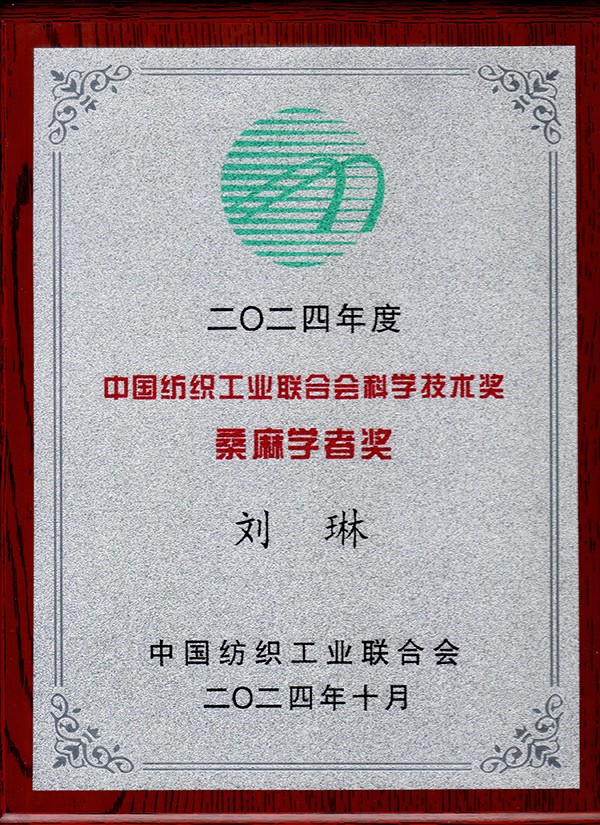 二〇二四年度
中国纺织工业联合会科学技术奖
桑麻学者奖
刘 琳
中国纺织工业联合会
二〇二四年十月